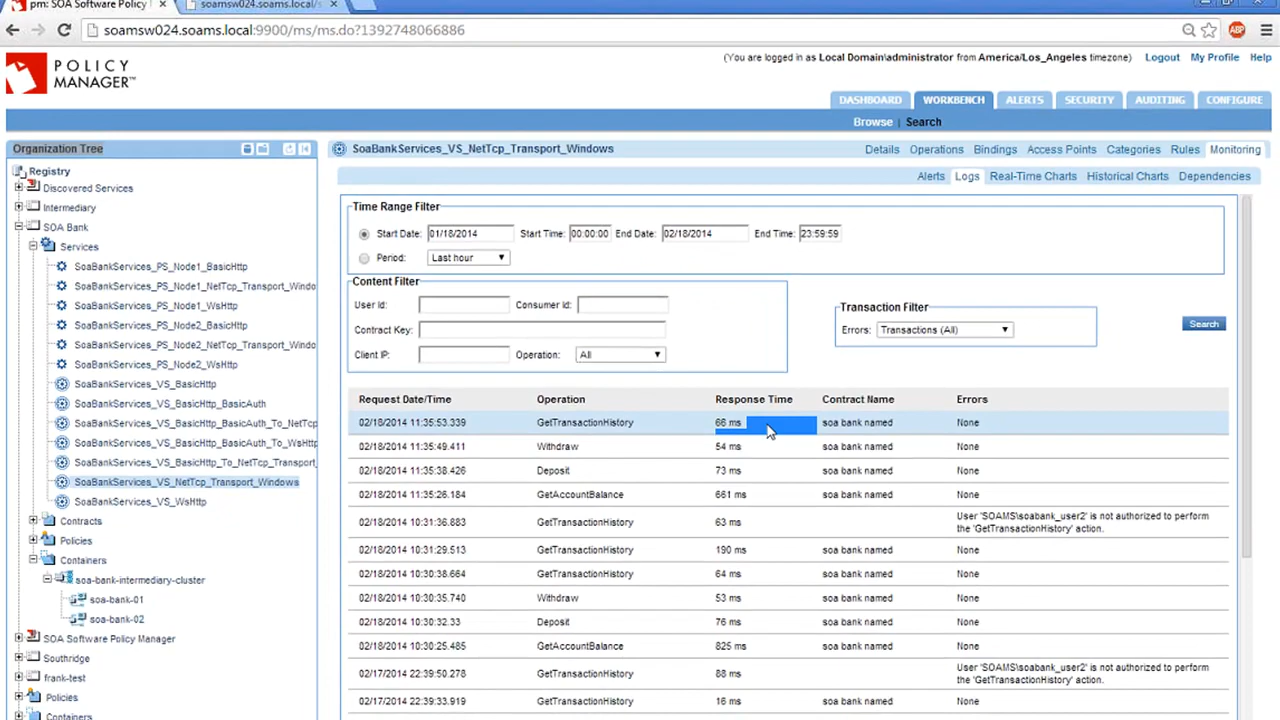 pm: SOA Software Policy
soamsw024.soams.local/s
soamsw024.soams.local:9900/ms/ms.do?1392748066886
ABP
POLICY
MANAGER™
(You are logged in as Local Domain\administrator from America/Los_Angeles timezone)
Logout
My Profile
Help
DASHBOARD
WORKBENCH
ALERTS
SECURITY
AUDITING
CONFIGURE
Browse | Search
Organization Tree
Registry
Discovered Services
Intermediary
SOA Bank
Services
SoaBankServices_PS_Node1_BasicHttp
SoaBankServices_PS_Node1_NetTcp_Transport_Windo
SoaBankServices_PS_Node1_WsHttp
SoaBankServices_PS_Node2_BasicHttp
SoaBankServices_PS_Node2_NetTcp_Transport_Windo
SoaBankServices_PS_Node2_WsHttp
SoaBankServices_VS_BasicHttp
SoaBankServices_VS_BasicHttp_BasicAuth
SoaBankServices_VS_BasicHttp_BasicAuth_To_NetTcp
SoaBankServices_VS_BasicHttp_BasicAuth_To_WsHttp
SoaBankServices_VS_BasicHttp_To_NetTcp_Transport_
SoaBankServices_VS_NetTcp_Transport_Windows
SoaBankServices_VS_WsHttp
Contracts
Policies
Containers
soa-bank-intermediary-cluster
soa-bank-01
soa-bank-02
SOA Software Policy Manager
Southridge
frank-test
Policies
Containers
SoaBankServices_VS_NetTcp_Transport_Windows
Details Operations Bindings Access Points Categories Rules Monitoring
Alerts Logs Real-Time Charts Historical Charts Dependencies
Time Range Filter
Start Date: 01/18/2014 Start Time: 00:00:00 End Date: 02/18/2014 End Time: 23:59:59
Period: Last hour
Content Filter
User Id: Consumer Id:
Contract Key:
Client IP: Operation: All
Transaction Filter
Errors: Transactions (All)
Search
Request Date/Time Operation Response Time Contract Name Errors
02/18/2014 11:35:53.339 GetTransactionHistory 66 ms soa bank named None
02/18/2014 11:35:49.411 Withdraw 54 ms soa bank named None
02/18/2014 11:35:38.426 Deposit 73 ms soa bank named None
02/18/2014 11:35:26.184 GetAccountBalance 661 ms soa bank named None
02/18/2014 10:31:36.883 GetTransactionHistory 63 ms soa bank named User 'SOAMS\soabank_user2' is not authorized to perform
the 'GetTransactionHistory' action.
02/18/2014 10:31:29.513 GetTransactionHistory 190 ms soa bank named None
02/18/2014 10:30:38.664 GetTransactionHistory 64 ms soa bank named None
02/18/2014 10:30:35.740 Withdraw 53 ms soa bank named None
02/18/2014 10:30:32.33 Deposit 76 ms soa bank named None
02/18/2014 10:30:25.485 GetAccountBalance 825 ms soa bank named None
02/17/2014 22:39:50.278 GetTransactionHistory 88 ms soa bank named User 'SOAMS\soabank_user2' is not authorized to perform
the 'GetTransactionHistory' action.
02/17/2014 22:39:33.919 GetTransactionHistory 16 ms soa bank named None